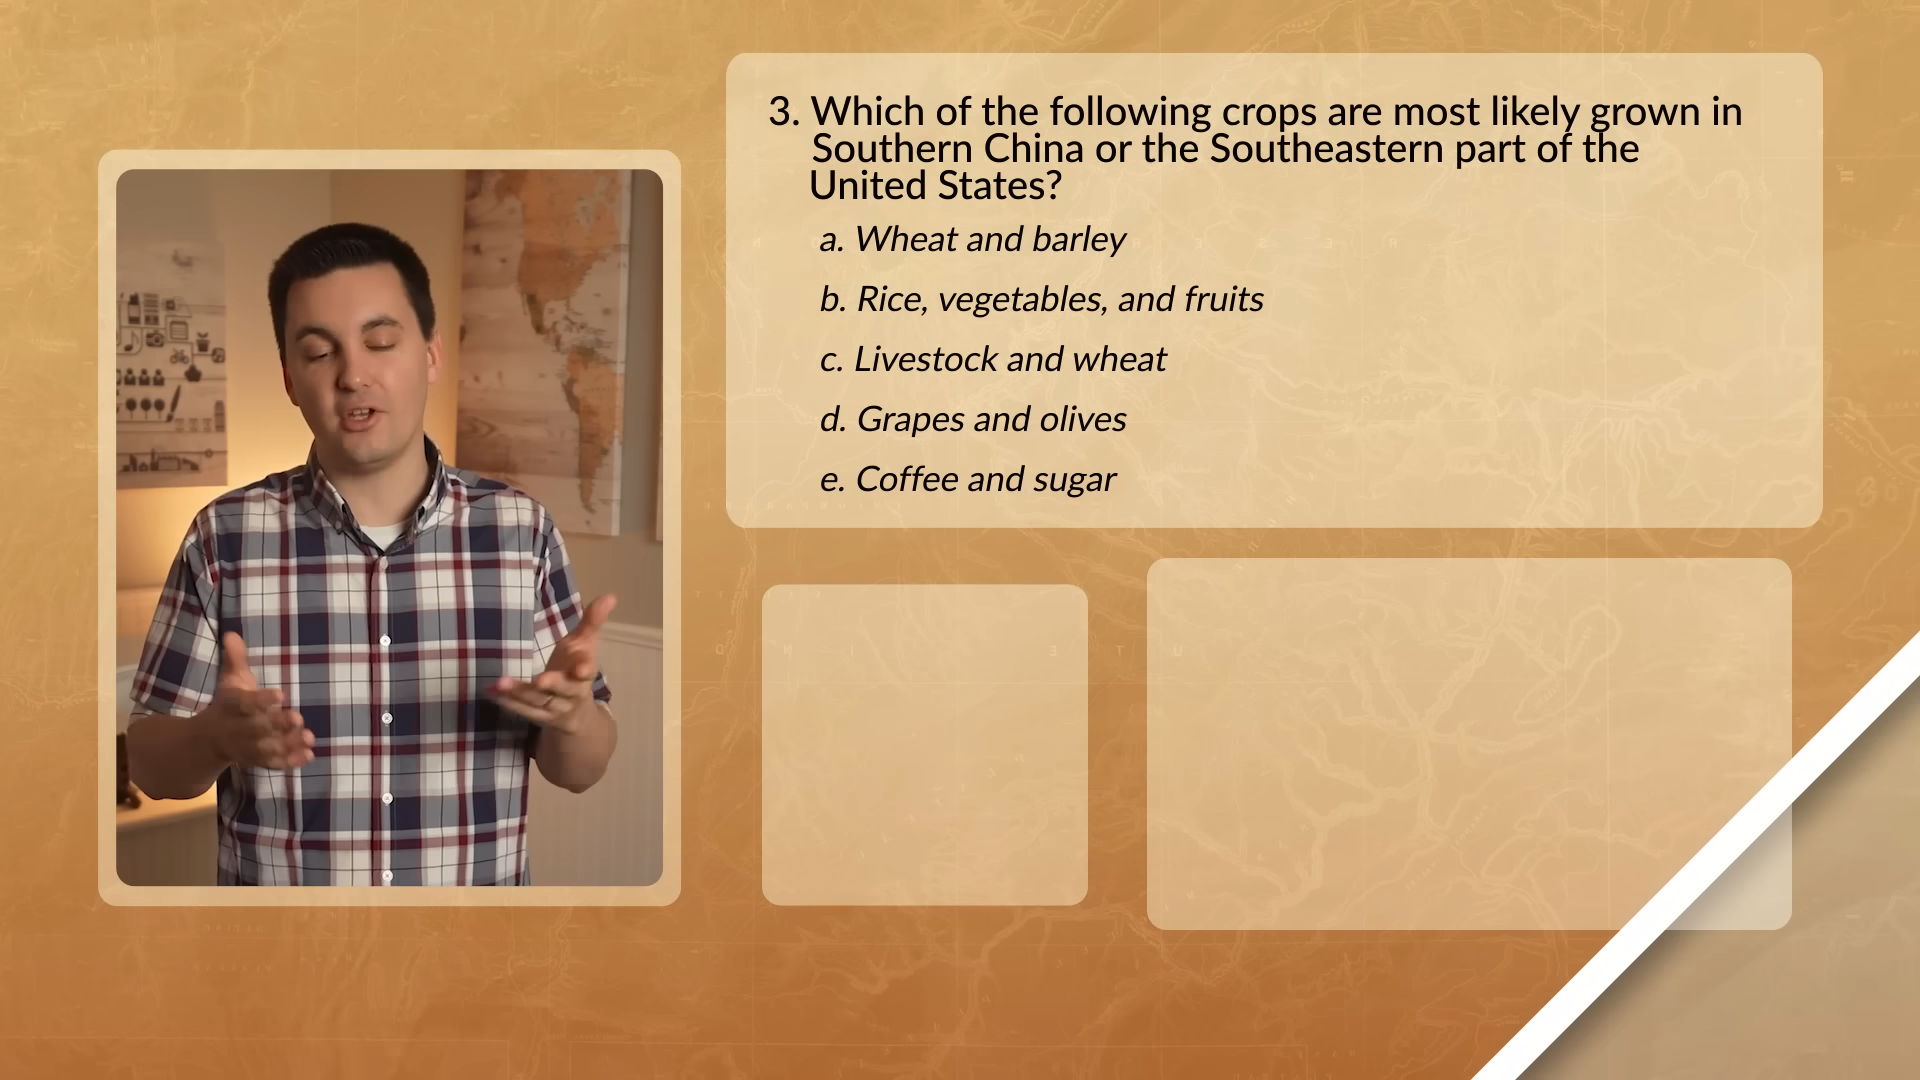 3. Which of the following crops are most likely grown in
Southern China or the Southeastern part of the
United States?
a. Wheat and barley
b. Rice, vegetables, and fruits
c. Livestock and wheat
d. Grapes and olives
e. Coffee and sugar